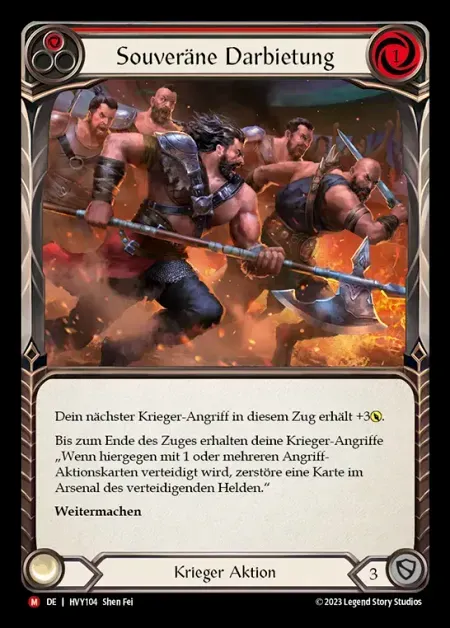 Souveräne Darbietung
1
Dein nächster Krieger-Angriff in diesem Zug erhält +3.
Bis zum Ende des Zuges erhalten deine Krieger-Angriffe
„Wenn hiergegen mit 1 oder mehreren Angriff-
Aktionskarten verteidigt wird, zerstöre eine Karte im
Arsenal des verteidigenden Helden.“
Weitermachen
Krieger Aktion
3
M DE | HVY104 Shen Fei
© 2023 Legend Story Studios